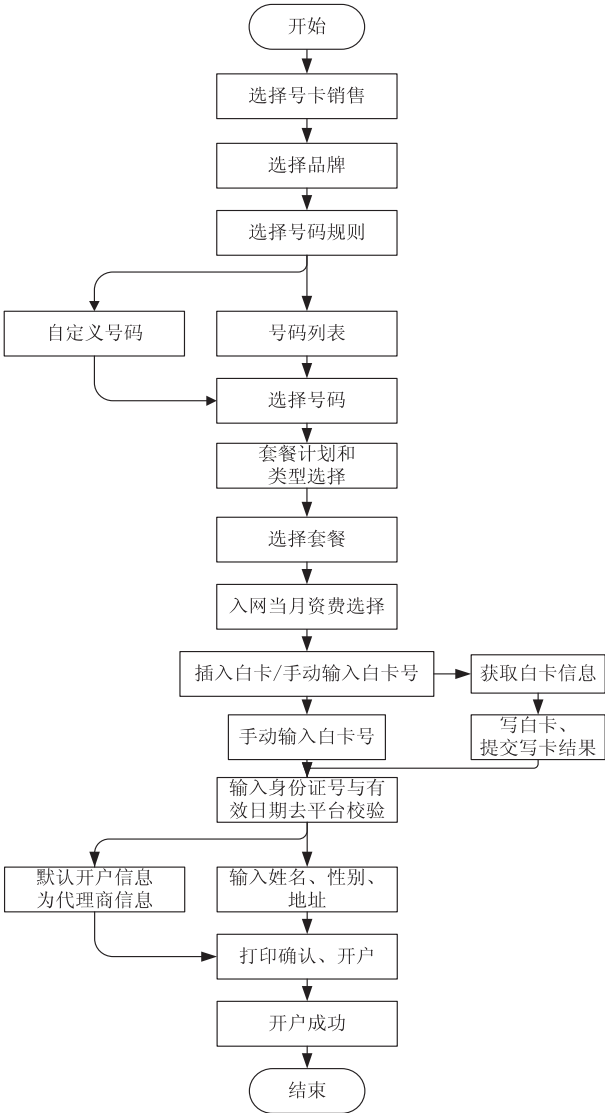 开始
选择号卡销售
选择品牌
选择号码规则
自定义号码
号码列表
选择号码
套餐计划和
类型选择
选择套餐
入网当月资费选择
插入白卡/手动输入白卡号
获取白卡信息
手动输入白卡号
写白卡、
提交写卡结果
输入身份证号与有
效日期去平台校验
默认开户信息
为代理商信息
输入姓名、性别、
地址
打印确认、开户
开户成功
结束